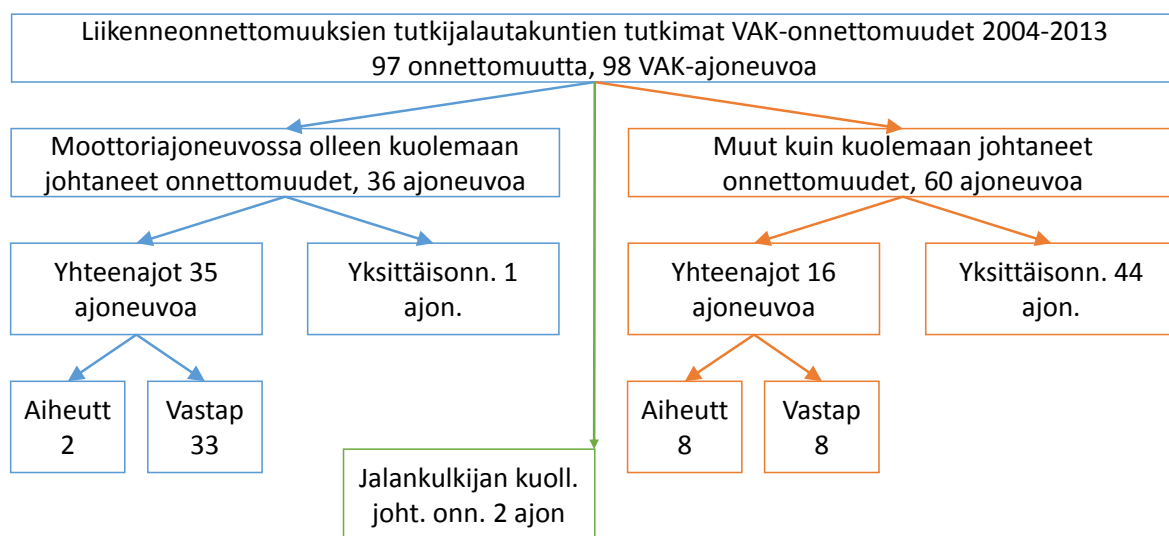 Liikenneonnettomuuksien tutkijalautakuntien tutkimat VAK-onnettomuudet 2004-2013
97 onnettomuutta, 98 VAK-ajoneuvoa
Moottoriajoneuvossa olleen kuolemaan
johtaneet onnettomuudet, 36 ajoneuvoa
Muut kuin kuolemaan johtaneet
onnettomuudet, 60 ajoneuvoa
Yhteenajot 35
ajoneuvoa
Yksittäisonn. 1
ajon.
Yhteenajot 16
ajoneuvoa
Yksittäisonn. 44
ajon.
Aiheutt
2
Vastap
33
Aiheutt
8
Vastap
8
Jalankulkijan kuoll.
joht. onn. 2 ajon